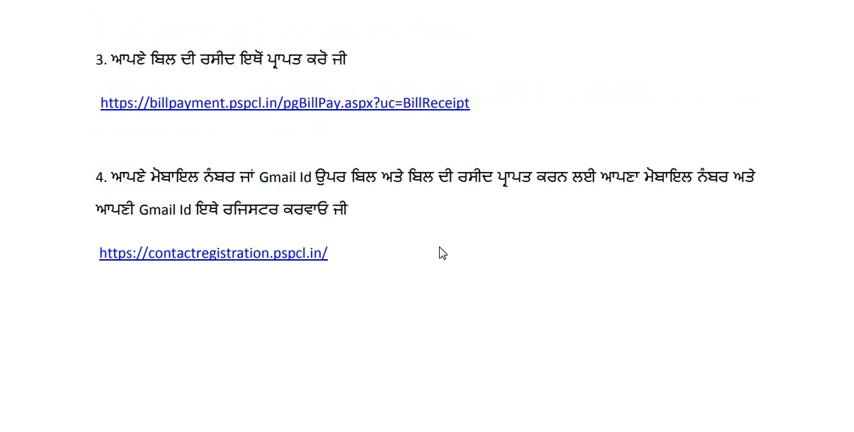 3. ਆਪਣੇ ਬਿਲ ਦੀ ਰਸੀਦ ਇਥੋਂ ਪ੍ਰਾਪਤ ਕਰੋ ਜੀ
https://billpayment.pspcl.in/pgBillPay.aspx?uc=BillReceipt
4. ਆਪਣੇ ਮੋਬਾਇਲ ਨੰਬਰ ਜਾਂ Gmail Id ਉਪਰ ਬਿਲ ਅਤੇ ਬਿਲ ਦੀ ਰਸੀਦ ਪ੍ਰਾਪਤ ਕਰਨ ਲਈ ਆਪਣਾ ਮੋਬਾਇਲ ਨੰਬਰ ਅਤੇ
ਆਪਣੀ Gmail Id ਇਥੇ ਰਜਿਸਟਰ ਕਰਵਾਓ ਜੀ
https://contactregistration.pspcl.in/